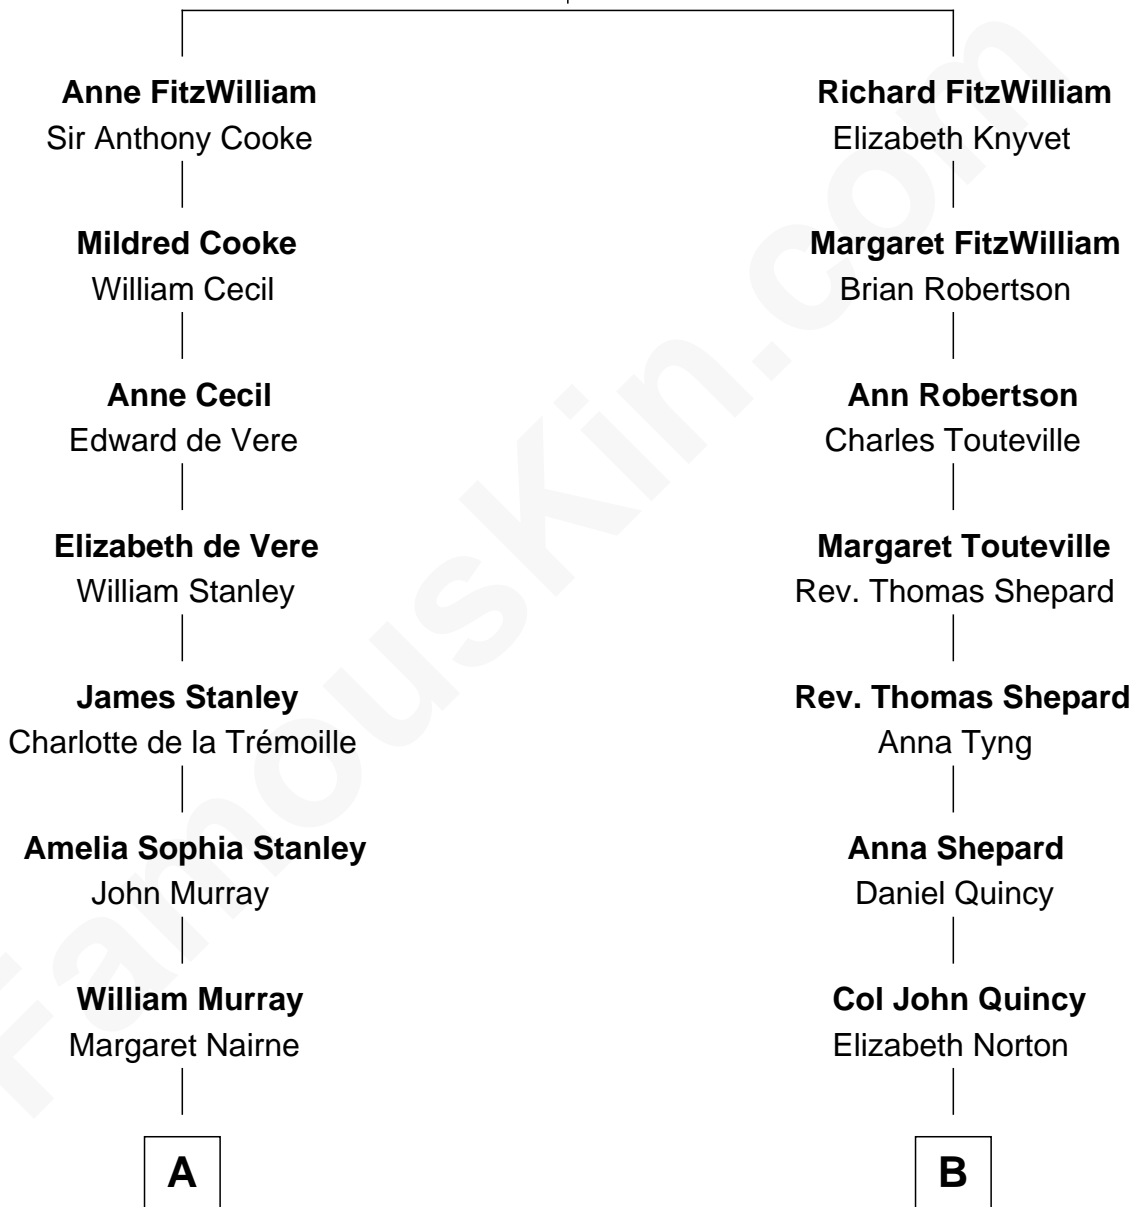 Anne FitzWilliam
Sir Anthony Cooke
Mildred Cooke
William Cecil
Anne Cecil
Edward de Vere
Elizabeth de Vere
William Stanley
James Stanley
Charlotte de la Trémoille
Amelia Sophia Stanley
John Murray
William Murray
Margaret Nairne
A
Richard FitzWilliam
Elizabeth Knyvet
Margaret FitzWilliam
Brian Robertson
Ann Robertson
Charles Touteville
Margaret Touteville
Rev. Thomas Shepard
Rev. Thomas Shepard
Anna Tyng
Anna Shepard
Daniel Quincy
Col John Quincy
Elizabeth Norton
B
FamousKin.com